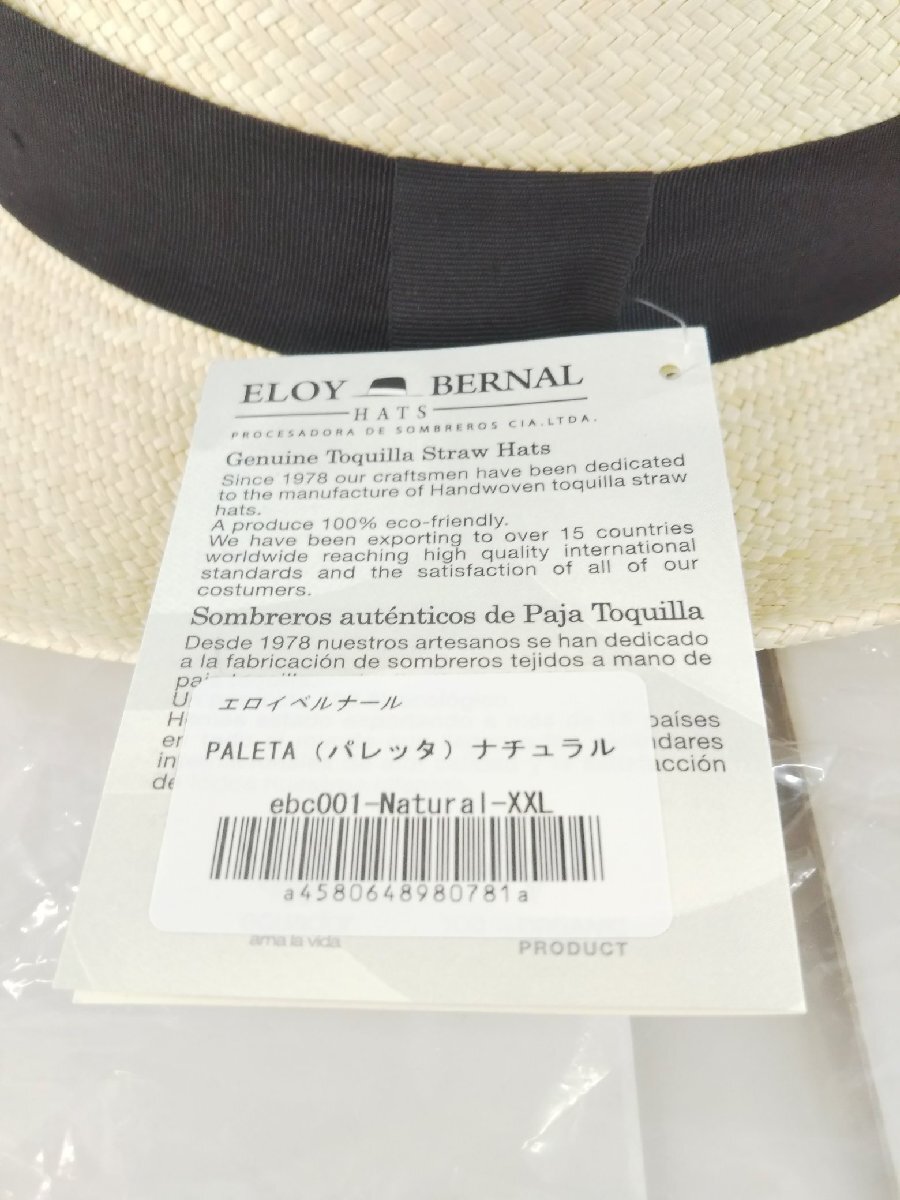 ELOY BERNAL
HATS
PROCESADORA DE SOMBREROS CIA.LTDA.
Genuine Toquilla Straw Hats
Since 1978 our craftsmen have been dedicated
to the manufacture of Handwoven toquilla straw
hats.
A produce 100% eco-friendly.
We have been exporting to over 15 countries
worldwide reaching high quality international
standards and the satisfaction of all of our
costumers.
Sombreros auténticos de Paja Toquilla
Desde 1978 nuestros artesanos se han dedicado
a la fabricación de sombreros tejidos a mano de
países
エロイベルナール
PALETA（パレッタ）ナチュラル
ebc001-Natural-XXL
a4580648980781a
ama la vida
PRODUCT